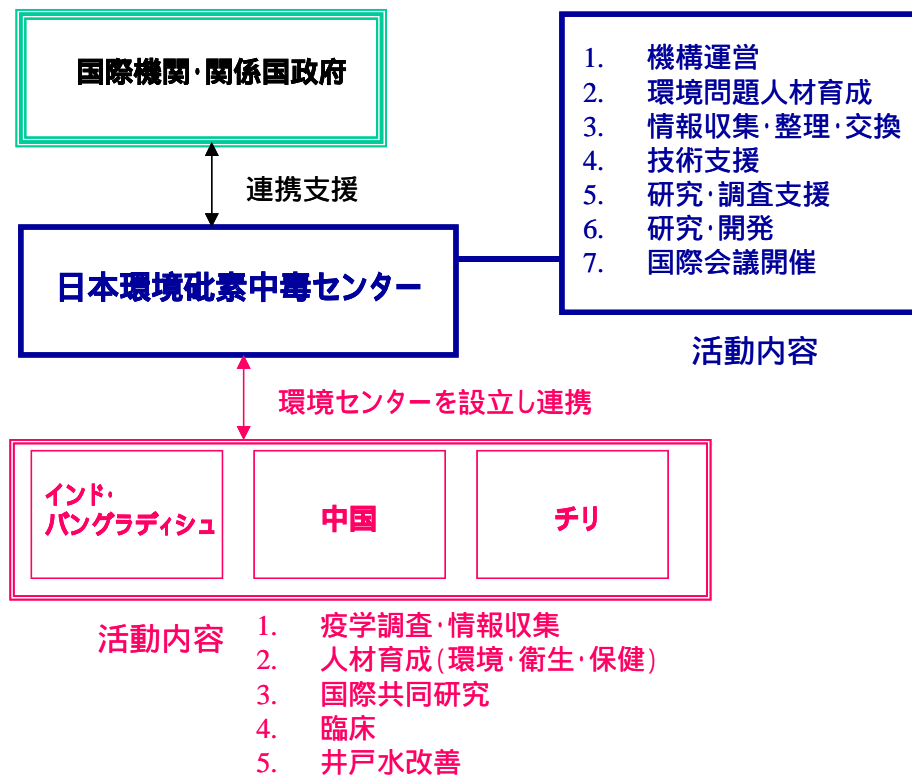 国際機関・関係国政府
連携支援
日本環境砒素中毒センター
1. 機構運営
2. 環境問題人材育成
3. 情報収集・整理・交換
4. 技術支援
5. 研究・調査支援
6. 研究・開発
7. 国際会議開催
活動内容
環境センターを設立し連携
インド・
バングラディシュ
中国
チリ
活動内容
1. 疫学調査・情報収集
2. 人材育成(環境・衛生・保健)
3. 国際共同研究
4. 臨床
5. 井戸水改善